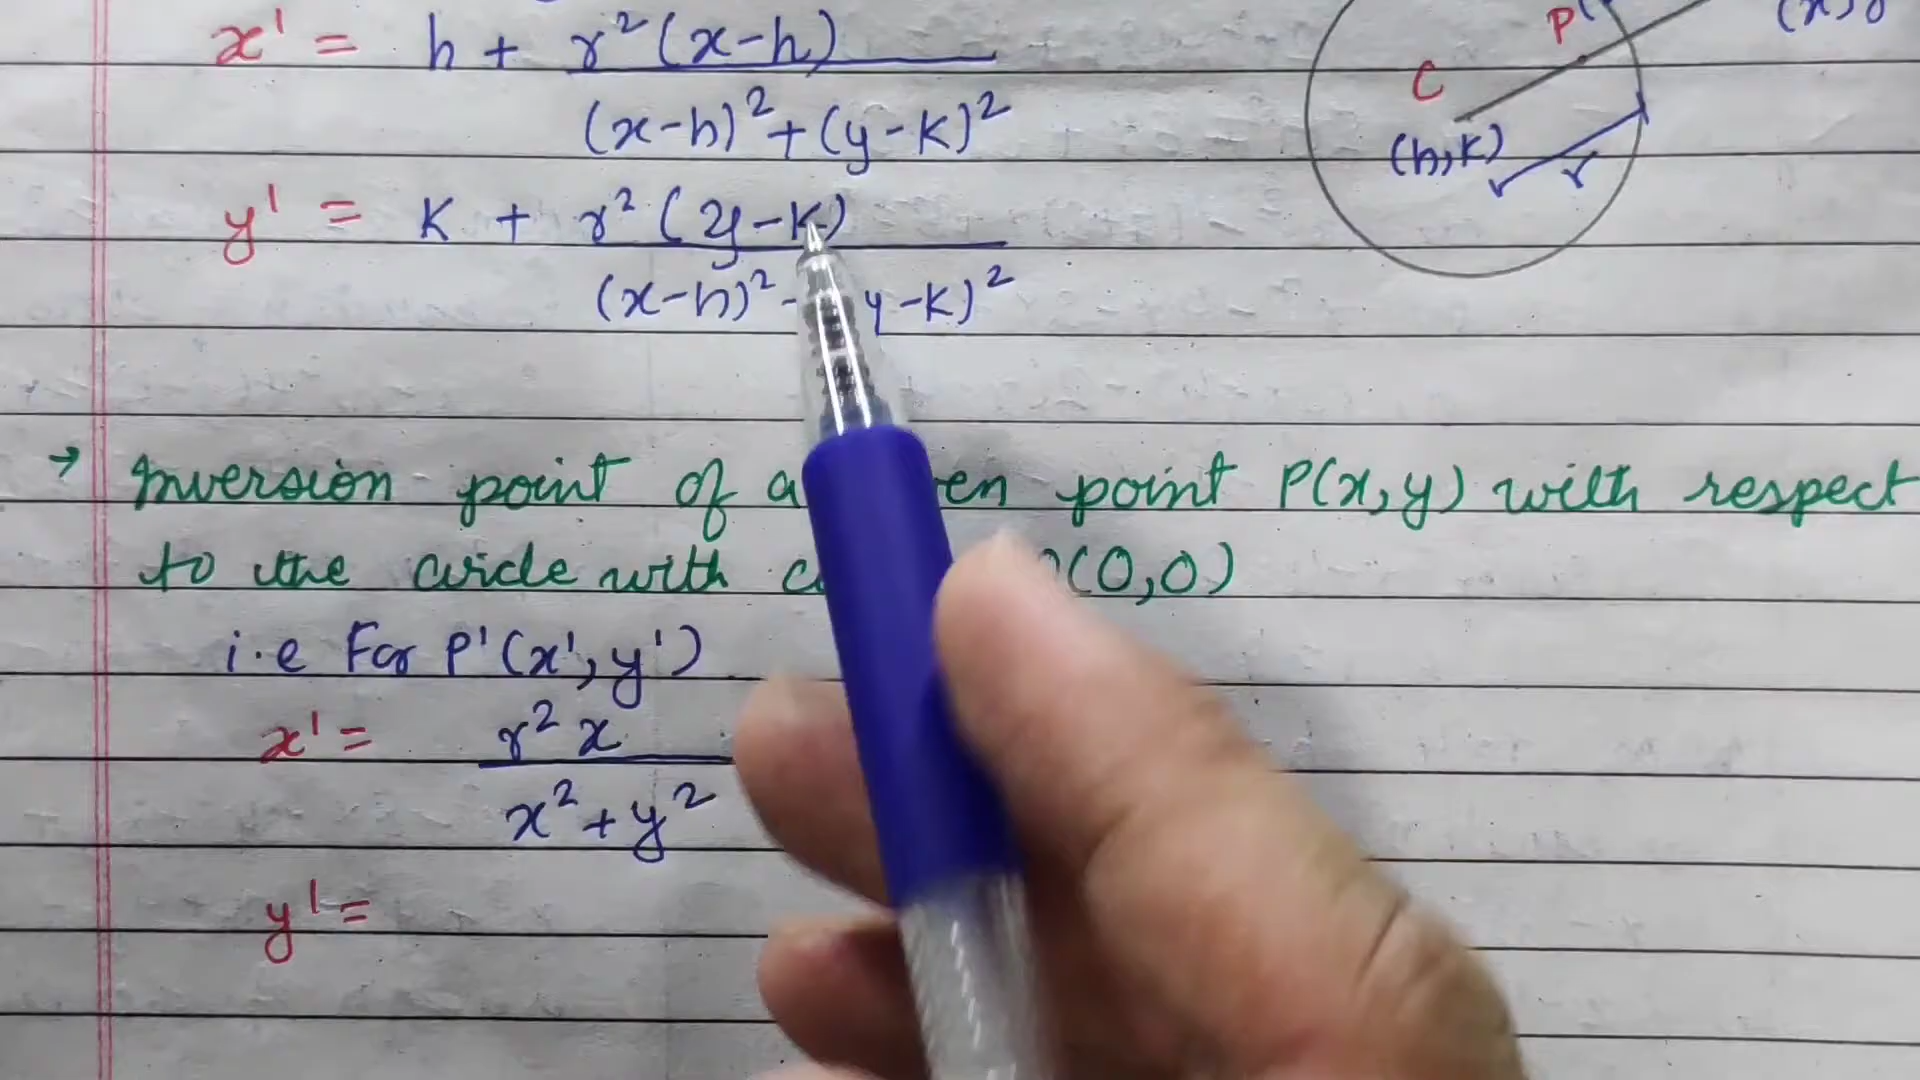 x' = h + r²(x-h)
(x-h)²+(y-k)²
y' = k + r²(y-k)
(x-h)² - y-k)²
P'(
C
(h,k)
r
→ Inversion point of a en point P(x,y) with respect
to the circle with c (0,0)
i.e For P'(x',y')
x' = r² x
x²+y²
y' =